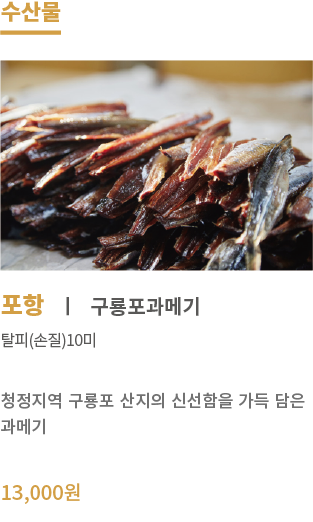 수산물
포항 | 구룡포과메기
탈피(손질)10미
청정지역 구룡포 산지의 신선함을 가득 담은
과메기
13,000원